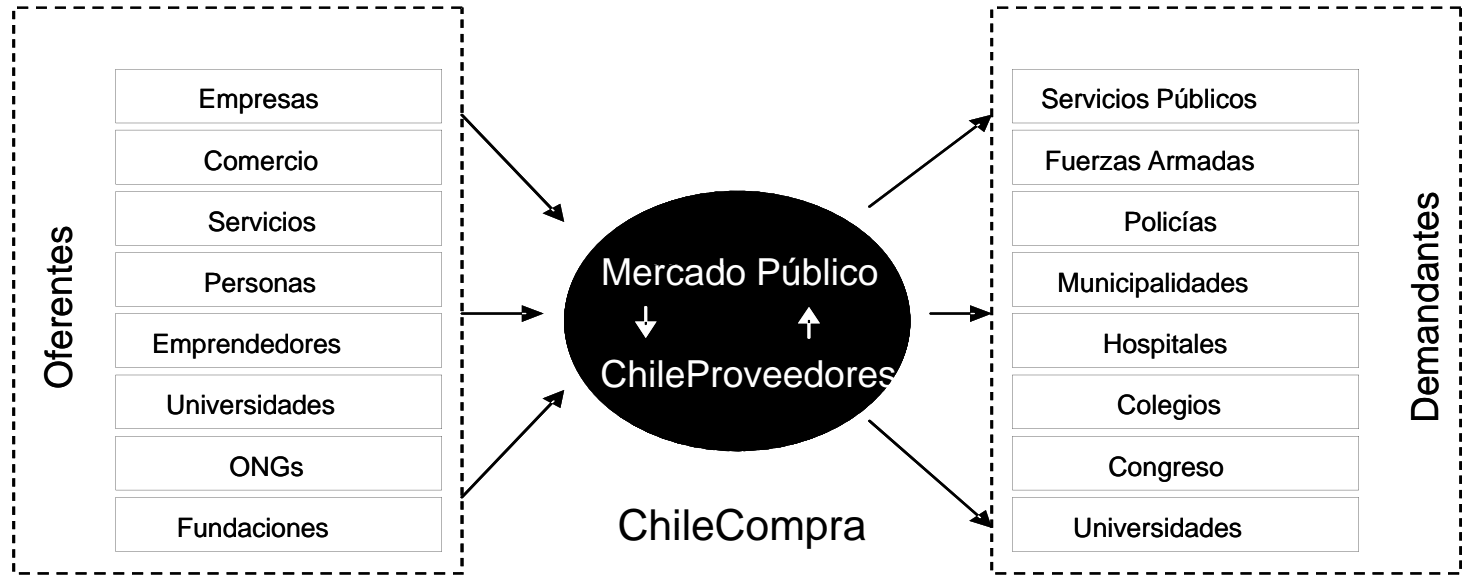 Oferentes
Empresas
Comercio
Servicios
Personas
Emprendedores
Universidades
ONGs
Fundaciones
Mercado Público
ChileProveedores
ChileCompra
Servicios Públicos
Fuerzas Armadas
Policías
Municipalidades
Hospitales
Colegios
Congreso
Universidades
Demandantes